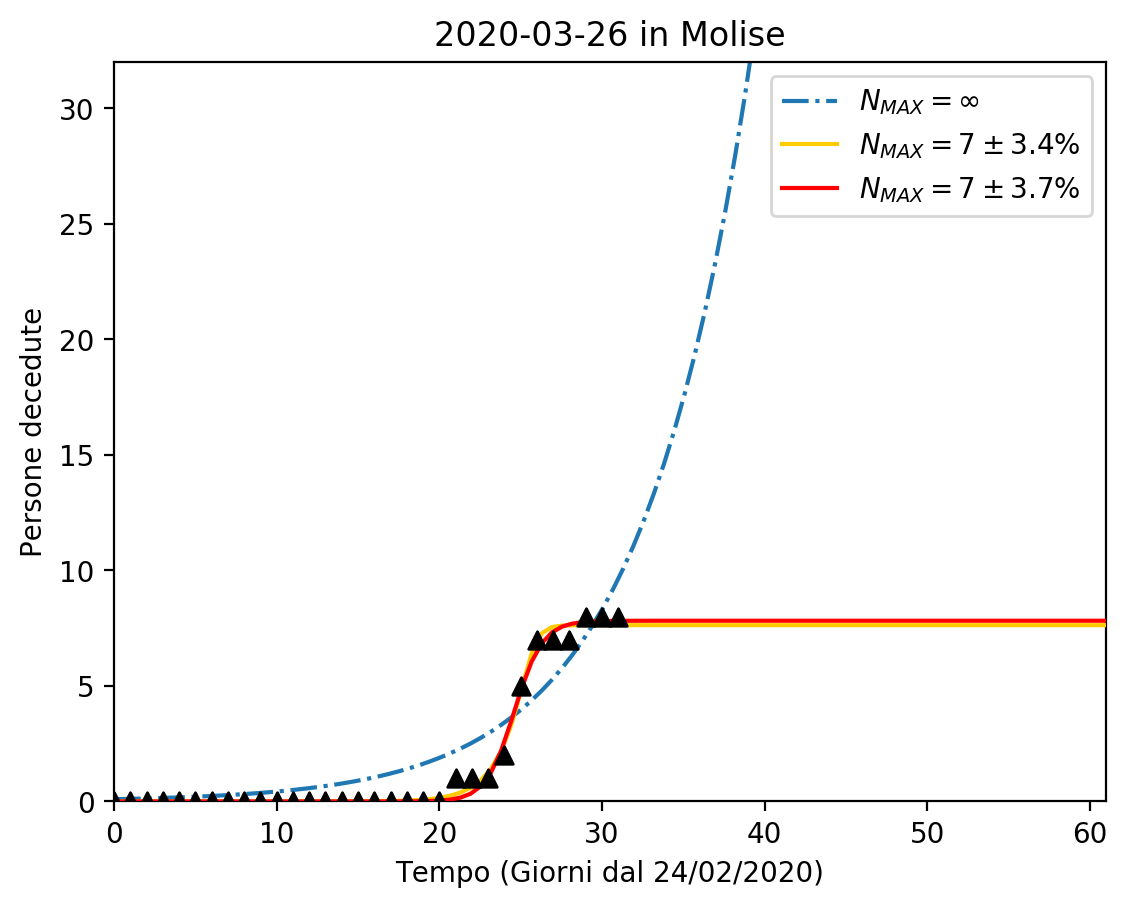 2020-03-26 in Molise
N_MAX = ∞
N_MAX = 7 ± 3.4%
N_MAX = 7 ± 3.7%
Persone decedute
30
25
20
15
10
5
0
0 10 20 30 40 50 60
Tempo (Giorni dal 24/02/2020)